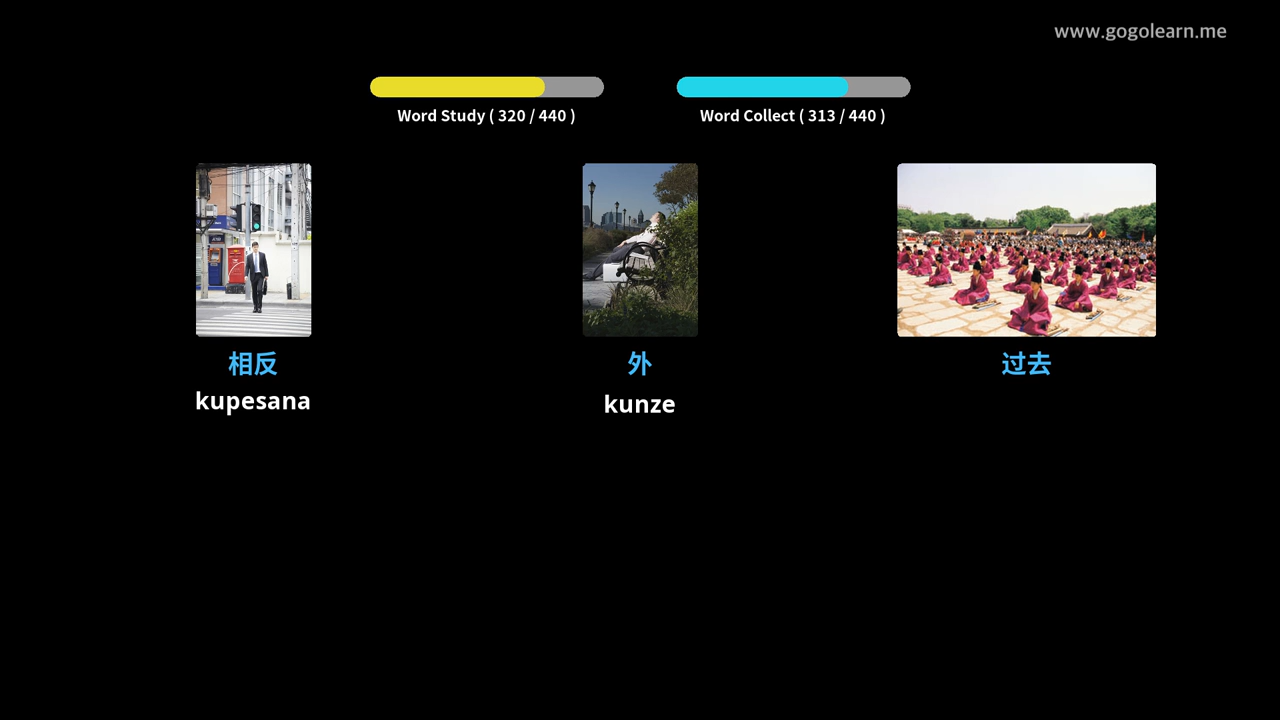 www.gogolearn.me
Word Study ( 320 / 440 )
Word Collect ( 313 / 440 )
相反
kupesana
外
kunze
过去